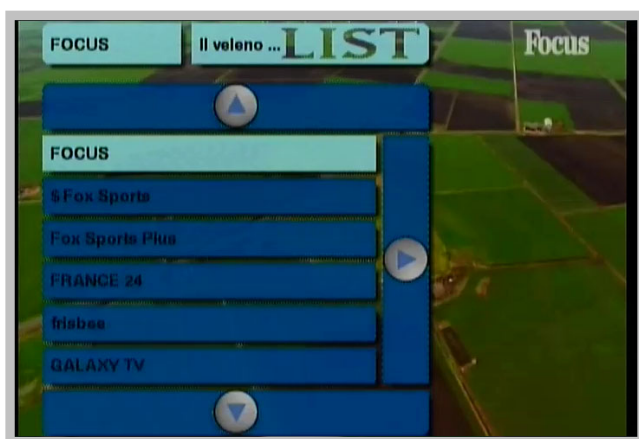 FOCUS
Il veleno ...
LIST
Focus
FOCUS
$Fox Sports
Fox Sports Plus
FRANCE 24
frisbee
GALAXY TV